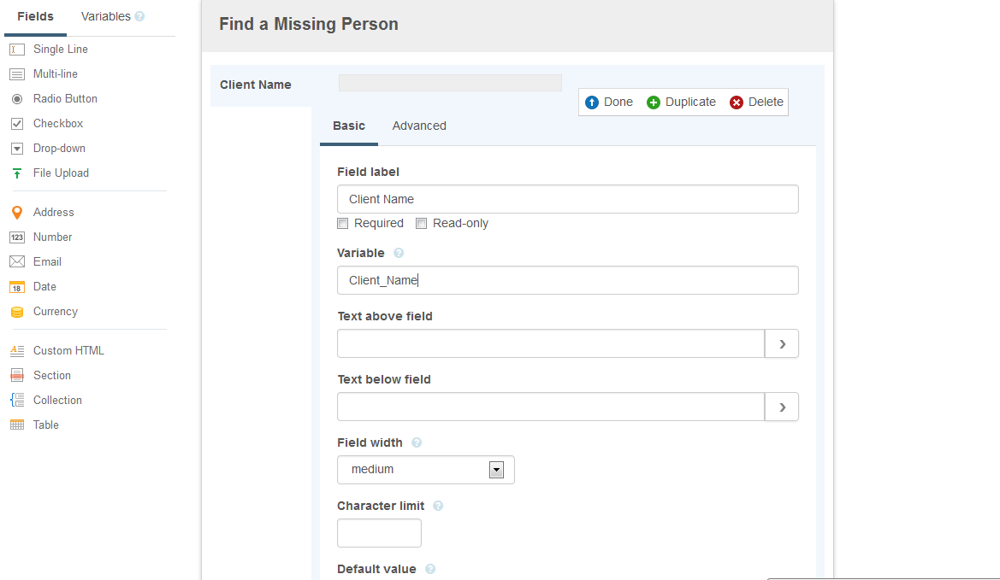 Fields Variables ?
Single Line
Multi-line
Radio Button
Checkbox
Drop-down
File Upload
Address
123 Number
Email
18 Date
Currency
Custom HTML
Section
Collection
Table
Find a Missing Person
Client Name
Done Duplicate Delete
Basic Advanced
Field label
Client Name
Required Read-only
Variable ?
Client_Name
Text above field
Text below field
Field width ?
medium
Character limit ?
Default value ?